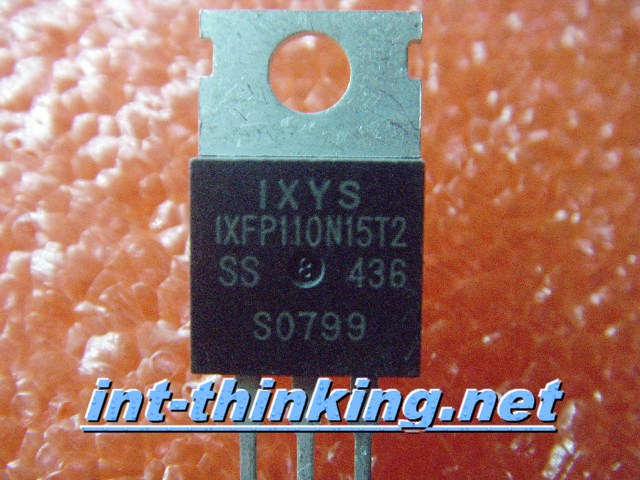 IXYS
IXFP110N15T2
SS 8 436
S0799
int-thinking.net